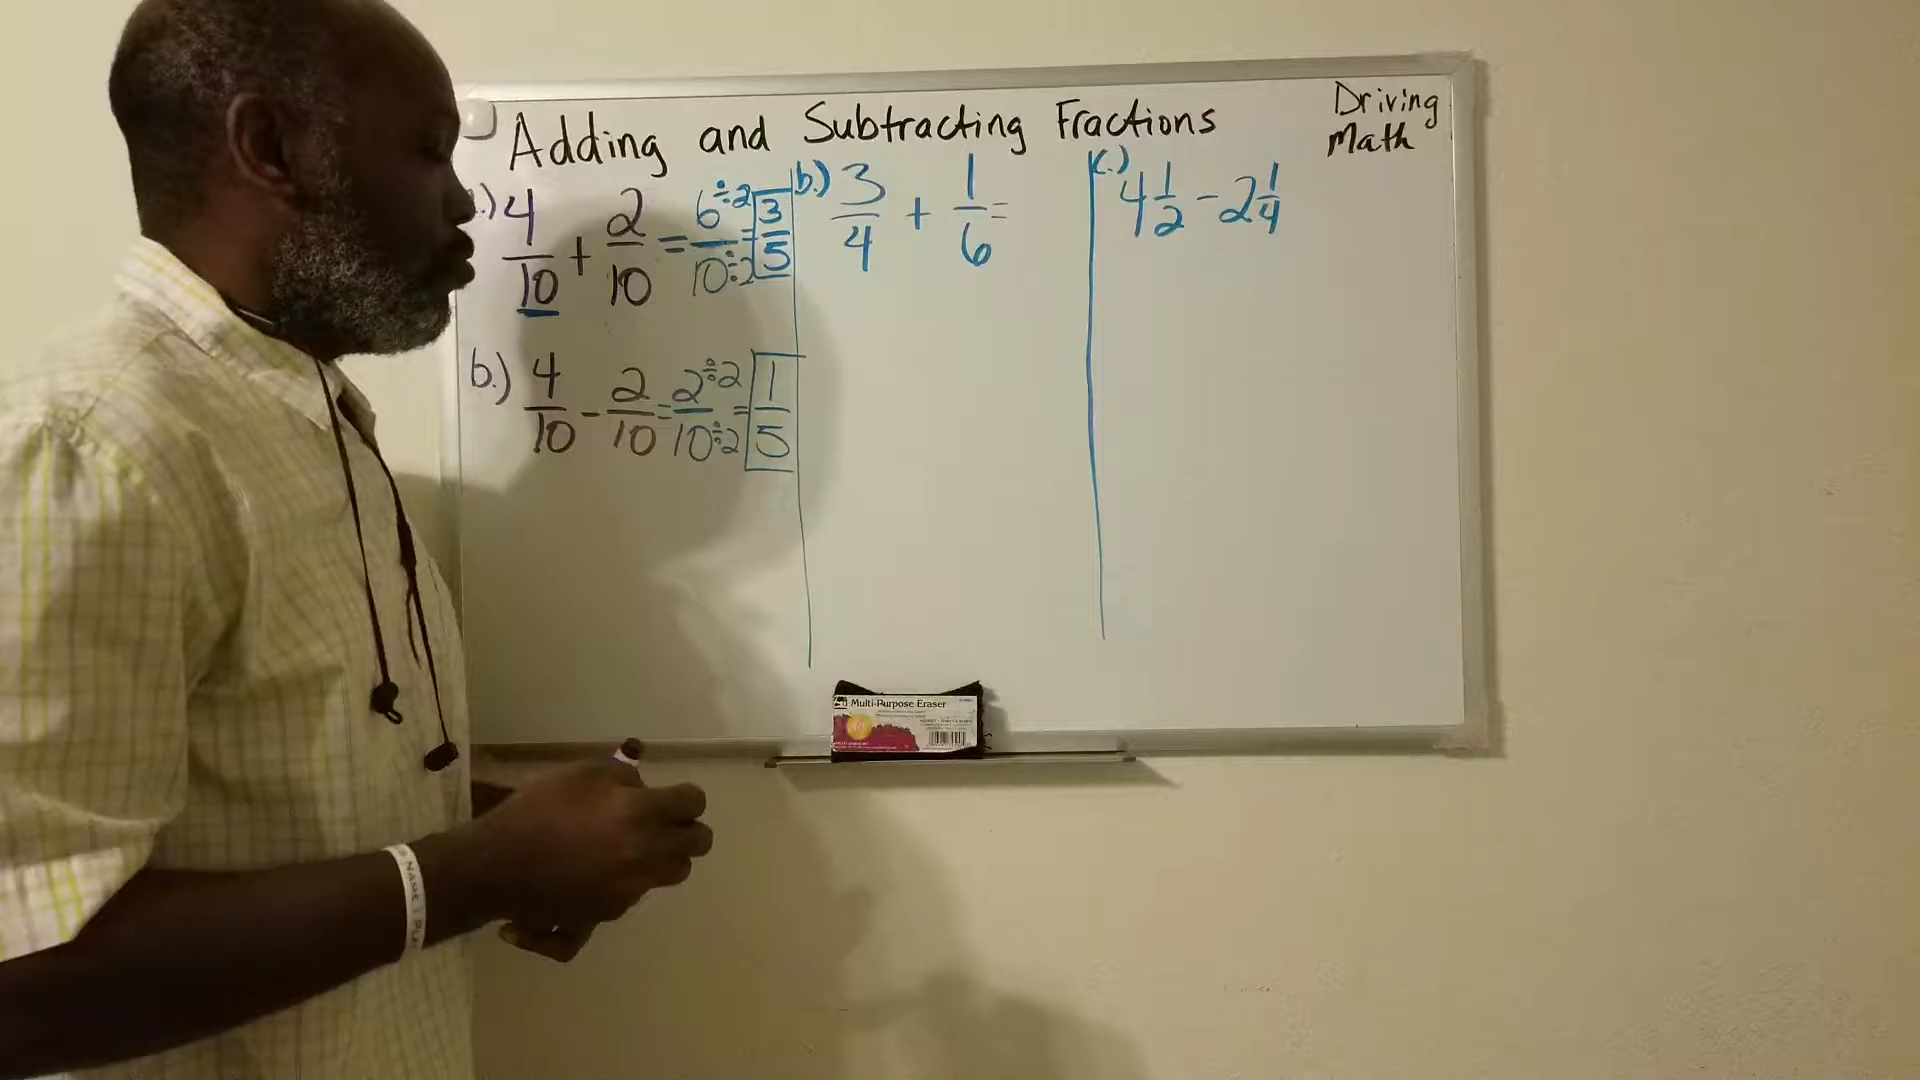 Adding and Subtracting Fractions
Driving
Math
.) 4/10 + 2/10 = 6÷2/10÷2 = 3/5
b.) 4/10 - 2/10 = 2÷2/10÷2 = 1/5
b.) 3/4 + 1/6 =
c.) 4 1/2 - 2 1/4
Multi-Purpose Eraser
NAME